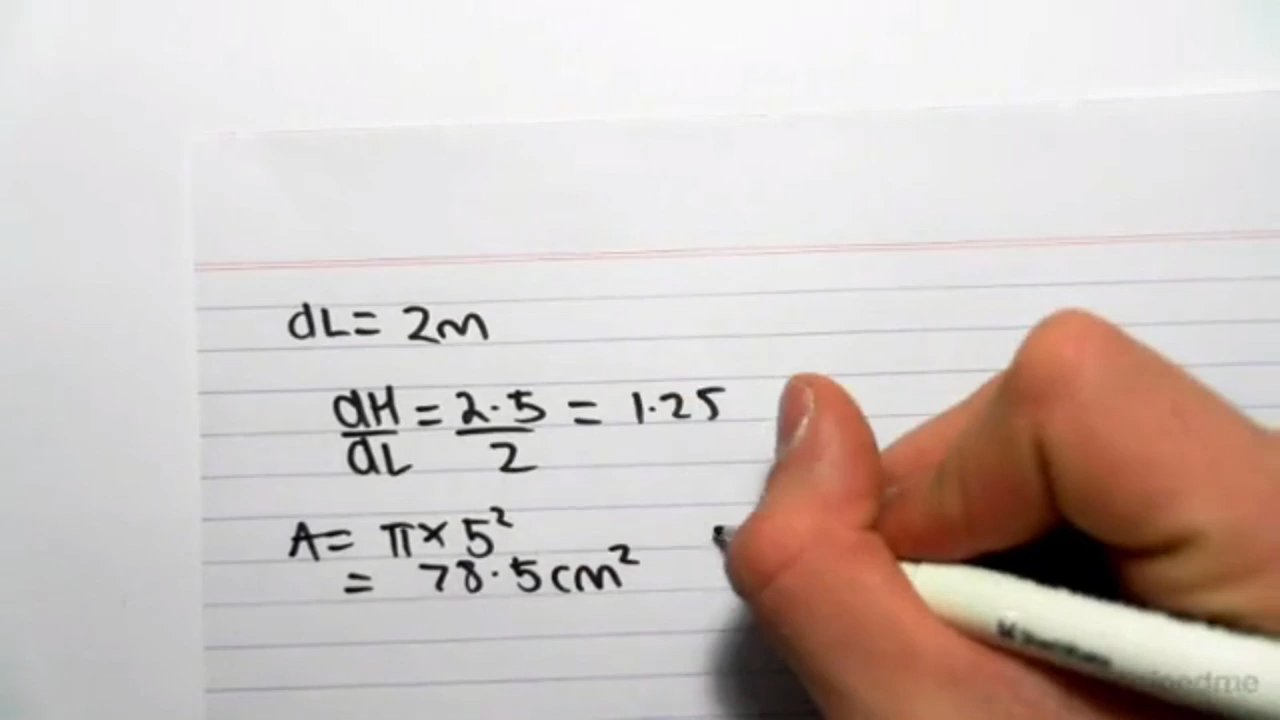 dL = 2m
dH = 2.5 = 1.25
dL 2
A = π × 5²
= 78.5cm²